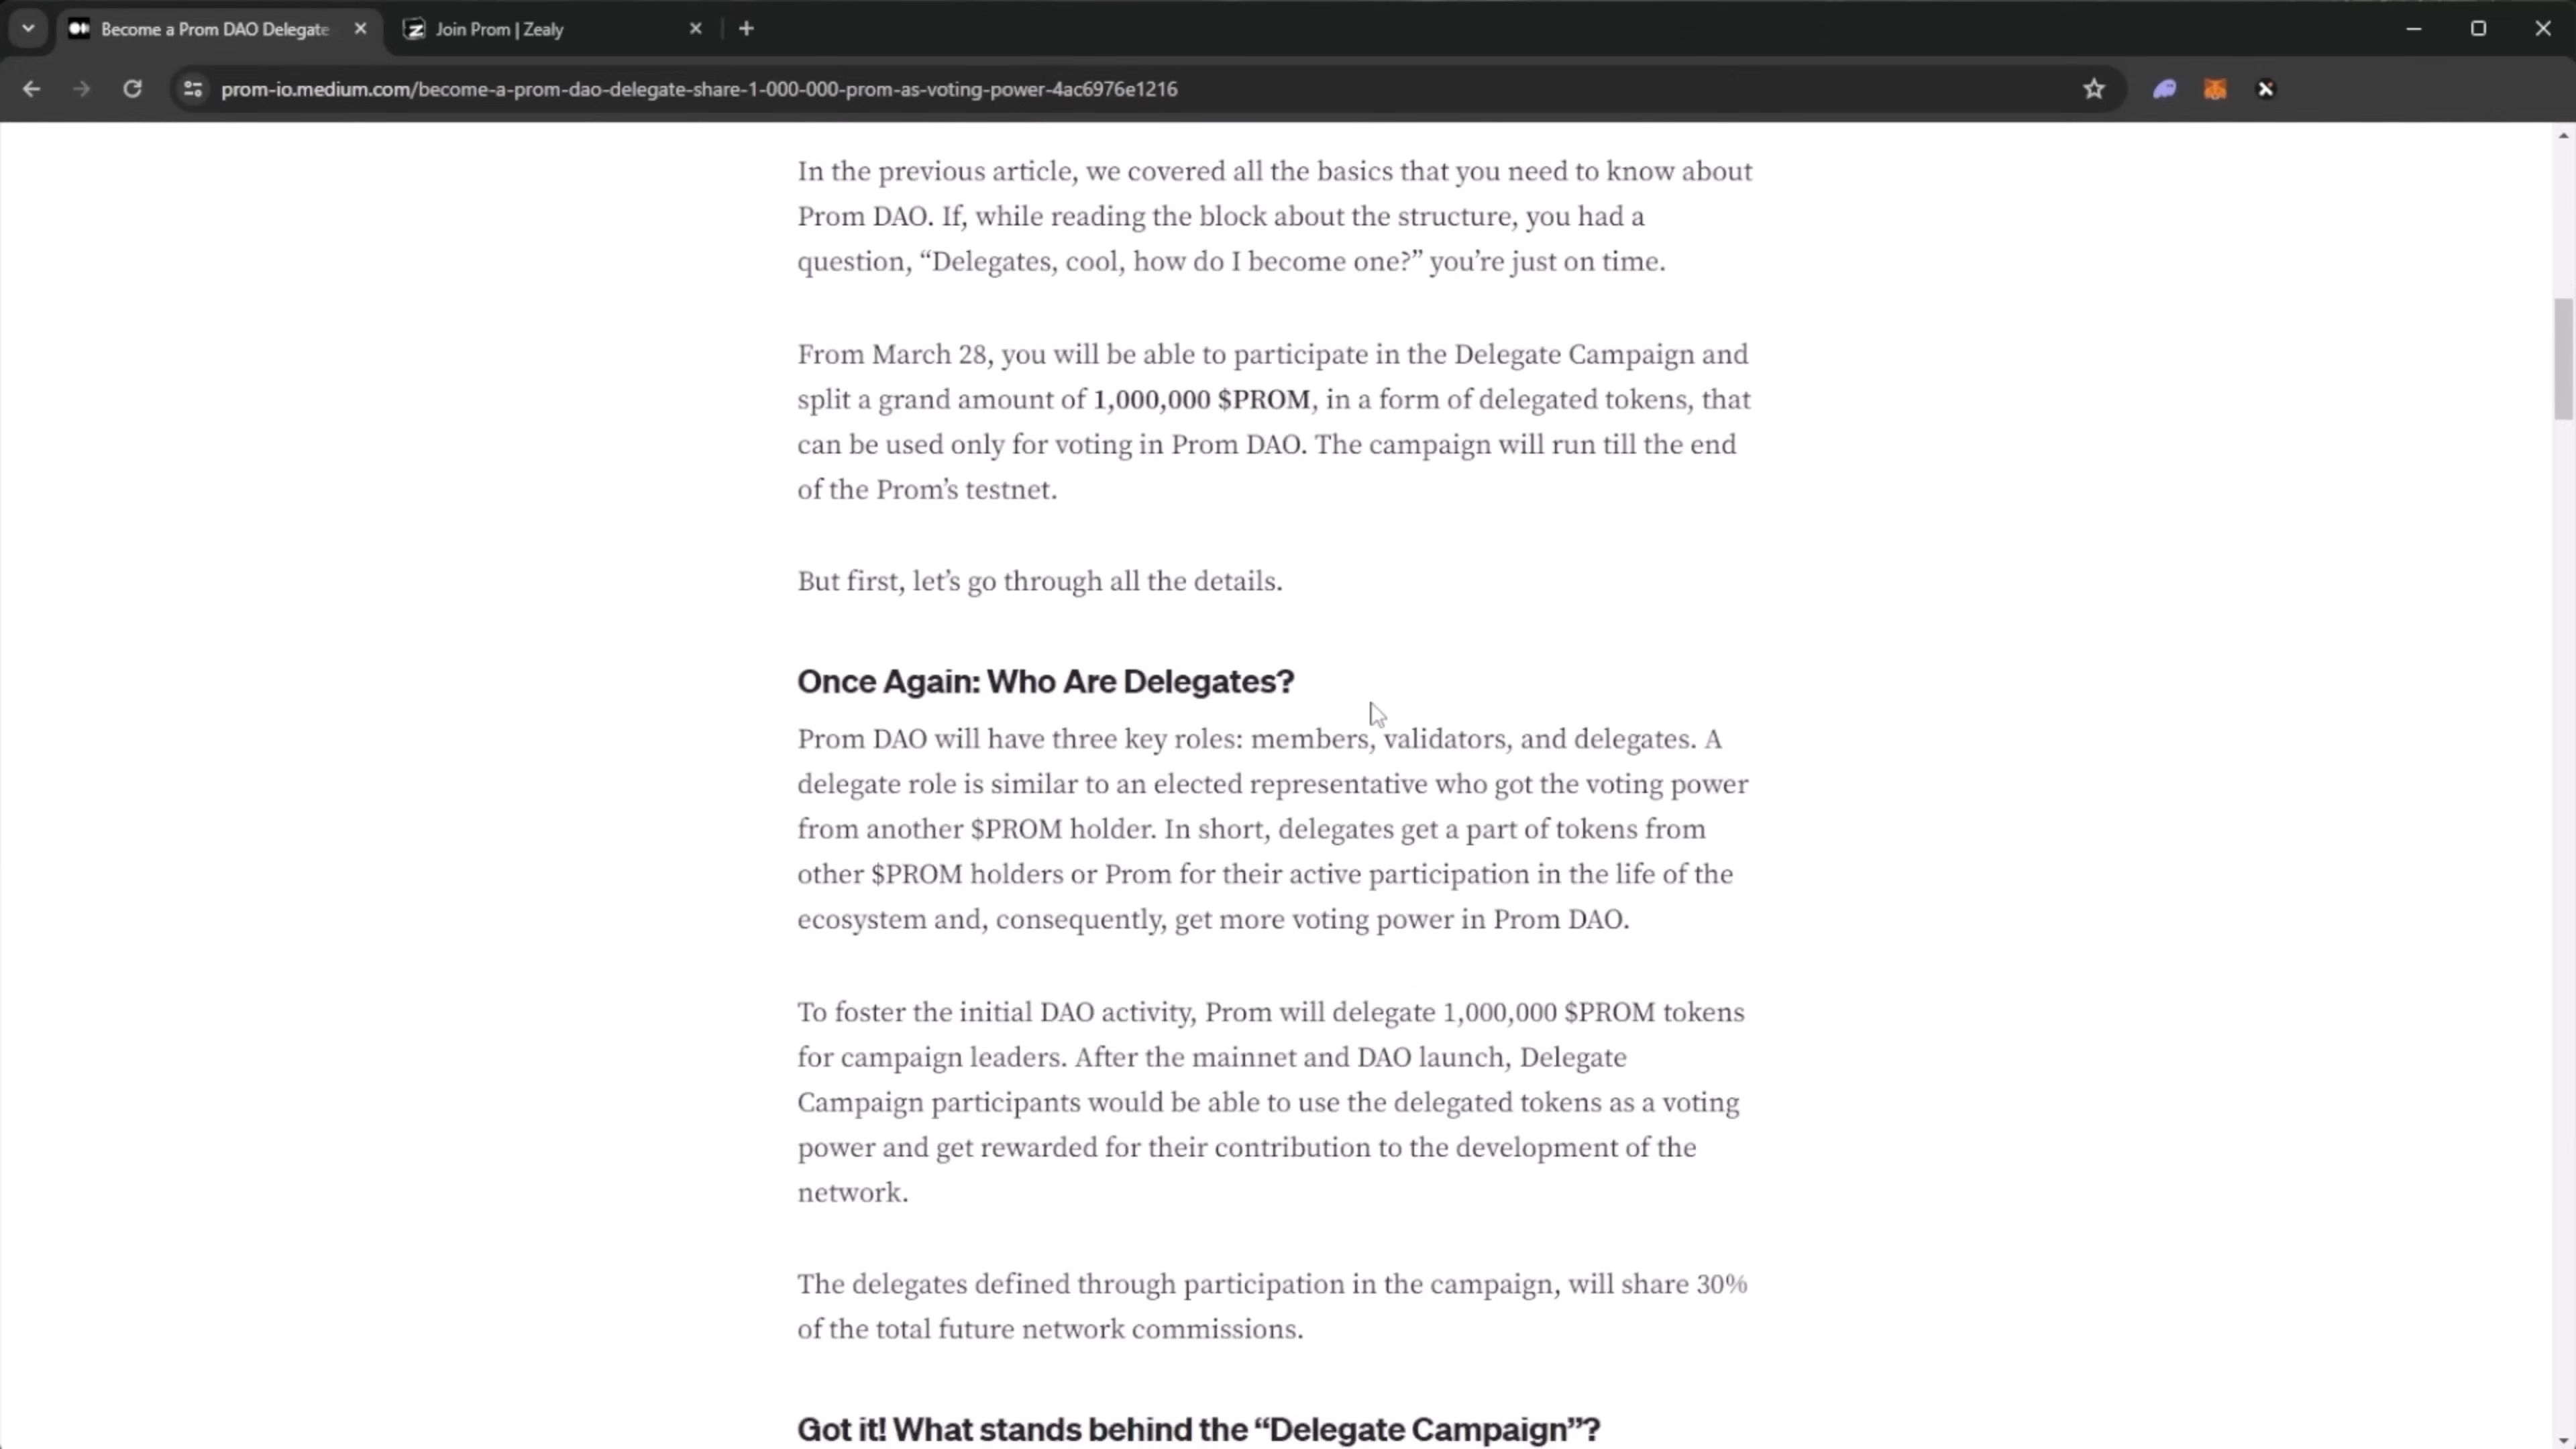 Become a Prom DAO Delegate
Join Prom | Zealy
prom-io.medium.com/become-a-prom-dao-delegate-share-1-000-000-prom-as-voting-power-4ac6976e1216
In the previous article, we covered all the basics that you need to know about
Prom DAO. If, while reading the block about the structure, you had a
question, “Delegates, cool, how do I become one?” you’re just on time.
From March 28, you will be able to participate in the Delegate Campaign and
split a grand amount of 1,000,000 $PROM, in a form of delegated tokens, that
can be used only for voting in Prom DAO. The campaign will run till the end
of the Prom’s testnet.
But first, let’s go through all the details.
Once Again: Who Are Delegates?
Prom DAO will have three key roles: members, validators, and delegates. A
delegate role is similar to an elected representative who got the voting power
from another $PROM holder. In short, delegates get a part of tokens from
other $PROM holders or Prom for their active participation in the life of the
ecosystem and, consequently, get more voting power in Prom DAO.
To foster the initial DAO activity, Prom will delegate 1,000,000 $PROM tokens
for campaign leaders. After the mainnet and DAO launch, Delegate
Campaign participants would be able to use the delegated tokens as a voting
power and get rewarded for their contribution to the development of the
network.
The delegates defined through participation in the campaign, will share 30%
of the total future network commissions.
Got it! What stands behind the “Delegate Campaign”?